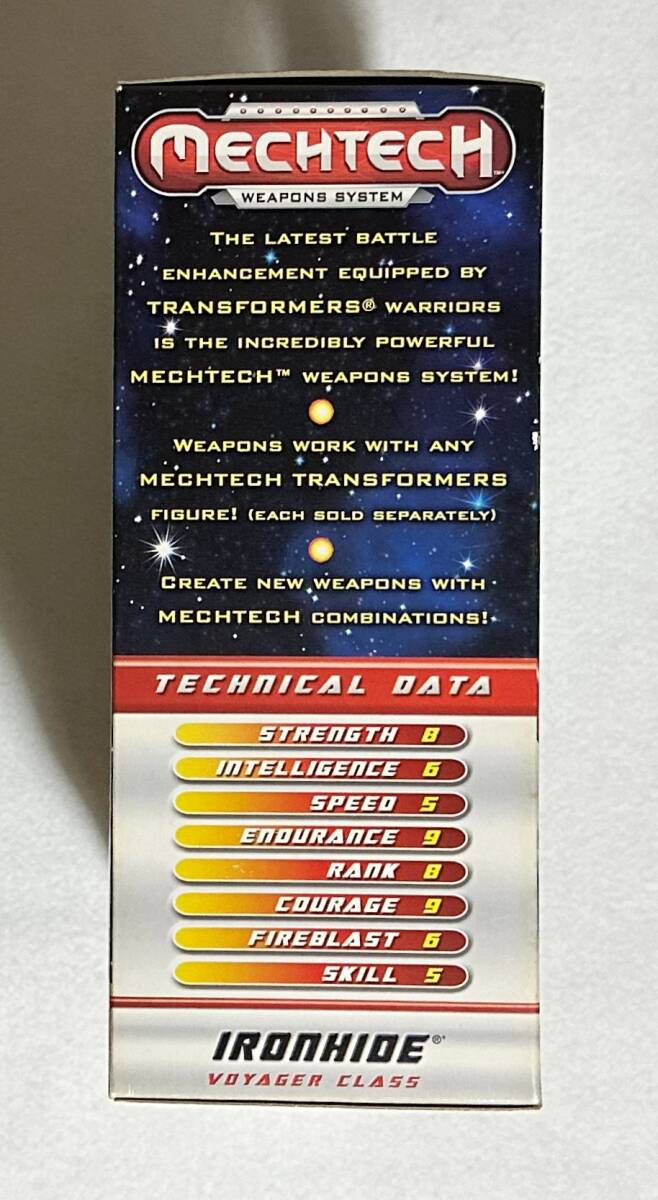 MECHTECH™
WEAPONS SYSTEM
THE LATEST BATTLE
ENHANCEMENT EQUIPPED BY
TRANSFORMERS® WARRIORS
IS THE INCREDIBLY POWERFUL
MECHTECH™ WEAPONS SYSTEM!
WEAPONS WORK WITH ANY
MECHTECH TRANSFORMERS
FIGURE! (EACH SOLD SEPARATELY)
CREATE NEW WEAPONS WITH
MECHTECH COMBINATIONS!
TECHNICAL DATA
STRENGTH 8
INTELLIGENCE 6
SPEED 5
ENDURANCE 9
RANK 8
COURAGE 9
FIREBLAST 6
SKILL 5
IRONHIDE®*
VOYAGER CLASS